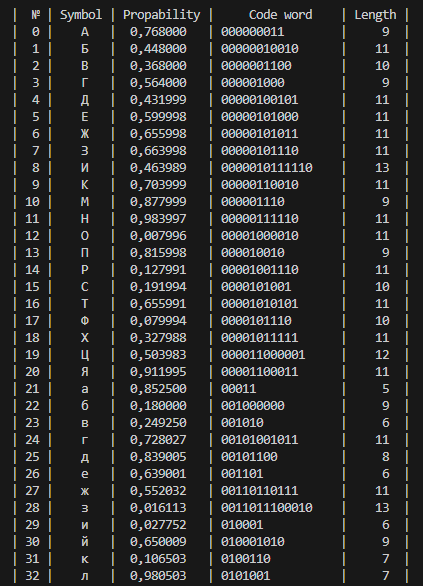 | № | Symbol | Propability | Code word | Length |
| 0 | А | 0,768000 | 000000011 | 9 |
| 1 | Б | 0,448000 | 00000010010 | 11 |
| 2 | В | 0,368000 | 0000001100 | 10 |
| 3 | Г | 0,564000 | 000001000 | 9 |
| 4 | Д | 0,431999 | 00000100101 | 11 |
| 5 | Е | 0,599998 | 00000101000 | 11 |
| 6 | Ж | 0,655998 | 00000101011 | 11 |
| 7 | З | 0,663998 | 00000101110 | 11 |
| 8 | И | 0,463989 | 0000010111110 | 13 |
| 9 | К | 0,703999 | 00000110010 | 11 |
| 10 | М | 0,877999 | 000001110 | 9 |
| 11 | Н | 0,983997 | 00000111110 | 11 |
| 12 | О | 0,007996 | 00001000010 | 11 |
| 13 | П | 0,815998 | 000010010 | 9 |
| 14 | Р | 0,127991 | 00001001110 | 11 |
| 15 | С | 0,191994 | 0000101001 | 10 |
| 16 | Т | 0,655991 | 00001010101 | 11 |
| 17 | Ф | 0,079994 | 0000101110 | 10 |
| 18 | Х | 0,327988 | 00001011111 | 11 |
| 19 | Ц | 0,503983 | 000011000001 | 12 |
| 20 | Я | 0,911995 | 00001100011 | 11 |
| 21 | а | 0,852500 | 00011 | 5 |
| 22 | б | 0,180000 | 001000000 | 9 |
| 23 | в | 0,249250 | 001010 | 6 |
| 24 | г | 0,728027 | 00101001011 | 11 |
| 25 | д | 0,839005 | 00101100 | 8 |
| 26 | е | 0,639001 | 001101 | 6 |
| 27 | ж | 0,552032 | 00110110111 | 11 |
| 28 | з | 0,016113 | 0011011100010 | 13 |
| 29 | и | 0,027752 | 010001 | 6 |
| 30 | й | 0,650009 | 010001010 | 9 |
| 31 | к | 0,106503 | 0100110 | 7 |
| 32 | л | 0,980503 | 0101001 | 7 |